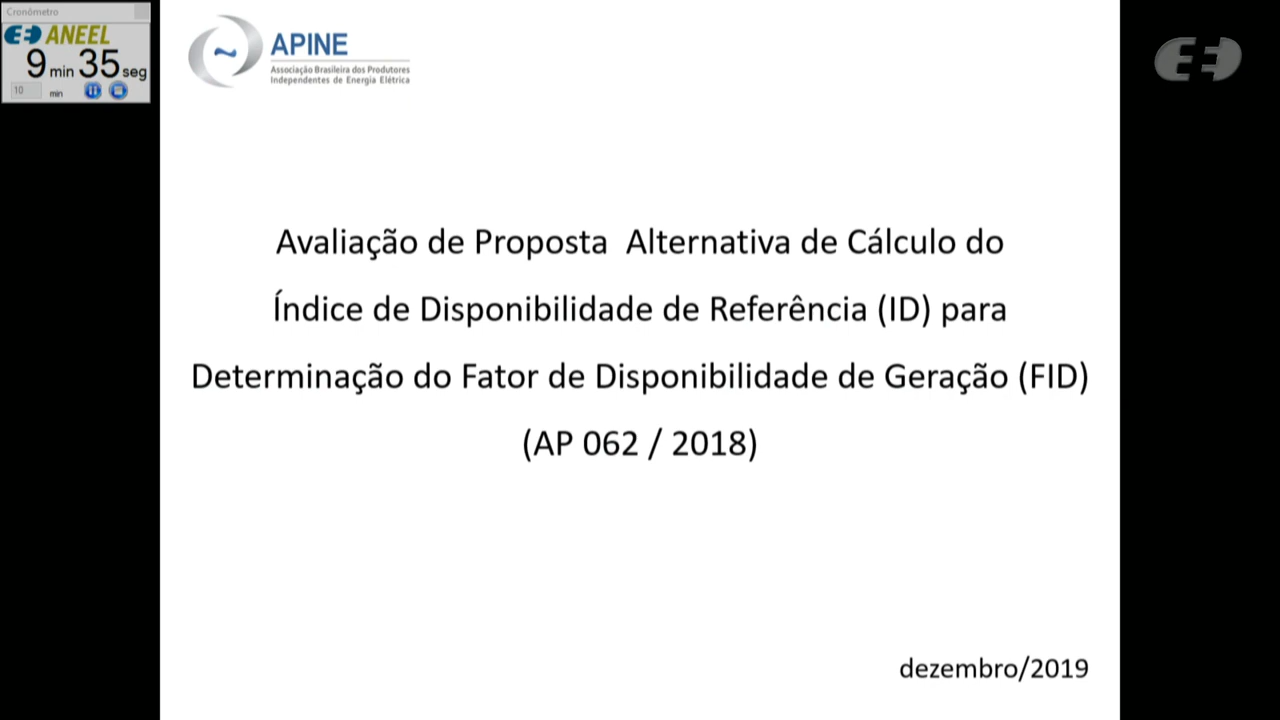 Cronômetro
ANEEL
9 min 35 seg
10 min
APINE
Associação Brasileira dos Produtores
Independentes de Energia Elétrica
Avaliação de Proposta Alternativa de Cálculo do
Índice de Disponibilidade de Referência (ID) para
Determinação do Fator de Disponibilidade de Geração (FID)
(AP 062 / 2018)
dezembro/2019